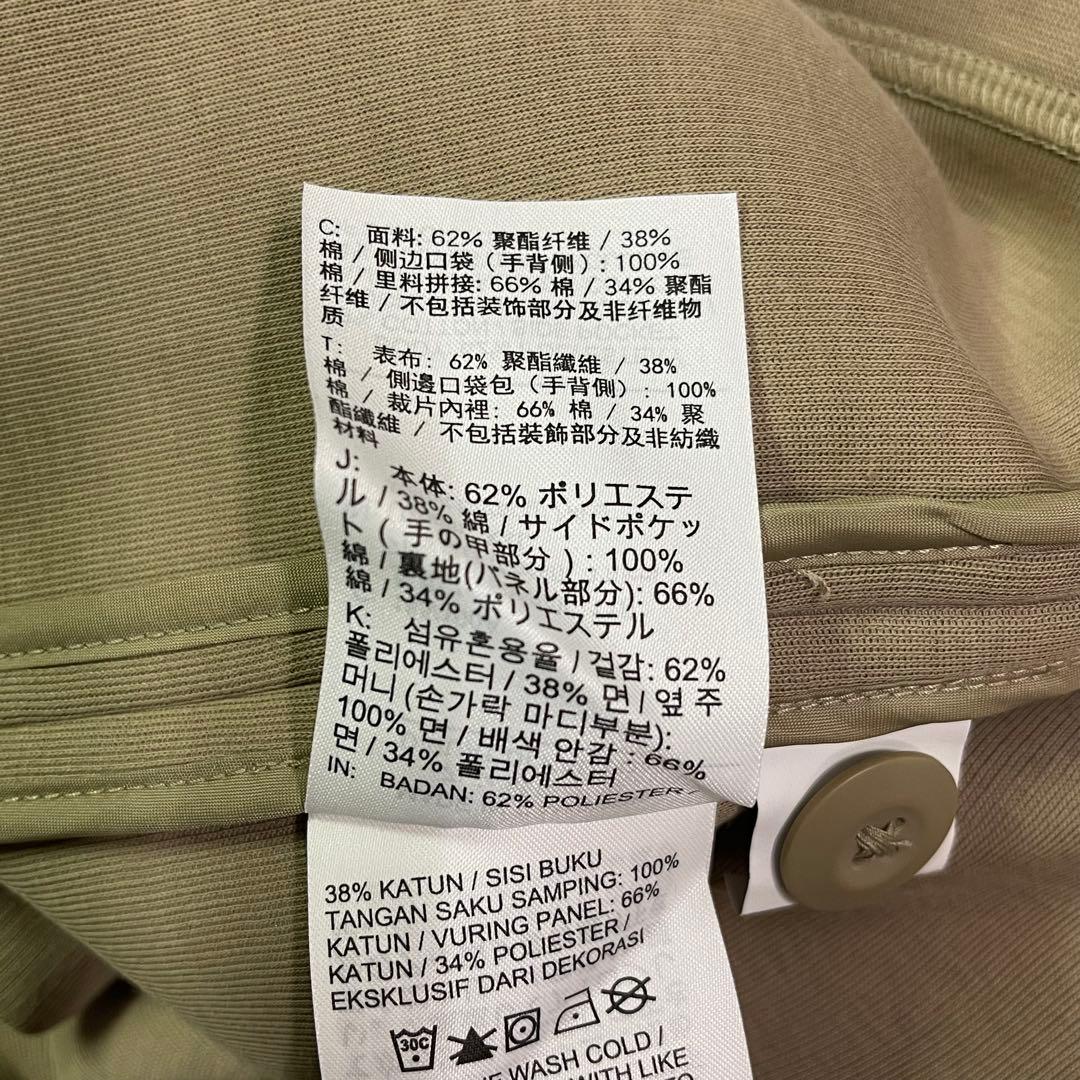 C: 面料: 62% 聚酯纤维 / 38%
棉 / 侧边口袋（手背侧）: 100%
棉 / 里料拼接: 66% 棉 / 34% 聚酯
纤维 / 不包括装饰部分及非纤维物
质
T: 表布: 62% 聚酯纖維 / 38%
棉 / 側邊口袋包（手背側）: 100%
棉 / 裁片內裡: 66% 棉 / 34% 聚
酯纖維 / 不包括裝飾部分及非紡織
材料
J: 本体: 62% ポリエステ
ル / 38% 綿 / サイドポケッ
ト ( 手の甲部分 ) : 100%
綿 / 裏地(パネル部分): 66%
綿 / 34% ポリエステル
K: 섬유혼용율 / 겉감: 62%
폴리에스터 / 38% 면 / 옆 주
머니 (손가락 마디부분):
100% 면 / 배색 안감 : 66%
면 / 34% 폴리에스터
IN: BADAN: 62% POLIESTER /
38% KATUN / SISI BUKU
TANGAN SAKU SAMPING: 100%
KATUN / VURING PANEL: 66%
KATUN / 34% POLIESTER /
EKSKLUSIF DARI DEKORASI
30C
WASH COLD /
WITH LIKE